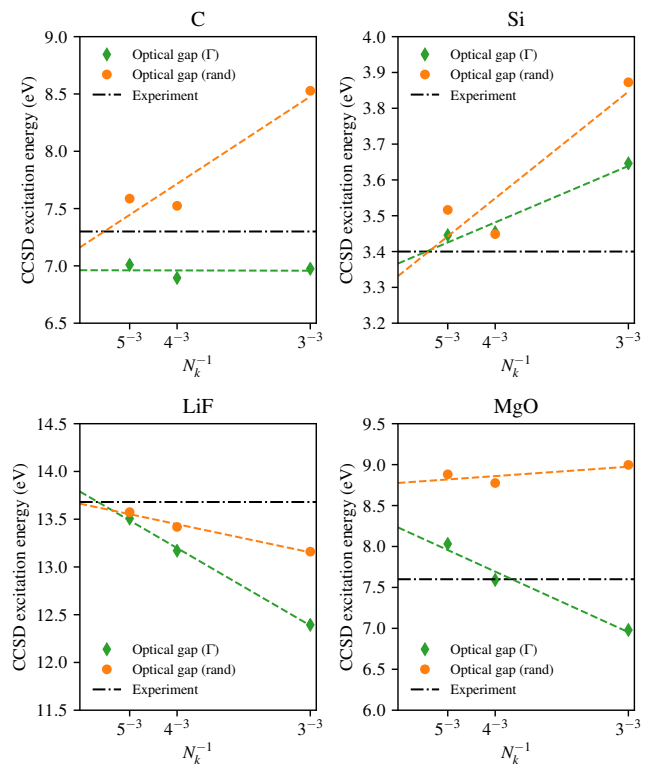 C
9.0
8.5
8.0
7.5
7.0
6.5
CCSD excitation energy (eV)
Optical gap (Γ)
Optical gap (rand)
Experiment
5⁻³ 4⁻³ 3⁻³
N_k⁻¹
Si
4.0
3.9
3.8
3.7
3.6
3.5
3.4
3.3
3.2
CCSD excitation energy (eV)
Optical gap (Γ)
Optical gap (rand)
Experiment
5⁻³ 4⁻³ 3⁻³
N_k⁻¹
LiF
14.5
14.0
13.5
13.0
12.5
12.0
11.5
CCSD excitation energy (eV)
Optical gap (Γ)
Optical gap (rand)
Experiment
5⁻³ 4⁻³ 3⁻³
N_k⁻¹
MgO
9.5
9.0
8.5
8.0
7.5
7.0
6.5
6.0
CCSD excitation energy (eV)
Optical gap (Γ)
Optical gap (rand)
Experiment
5⁻³ 4⁻³ 3⁻³
N_k⁻¹